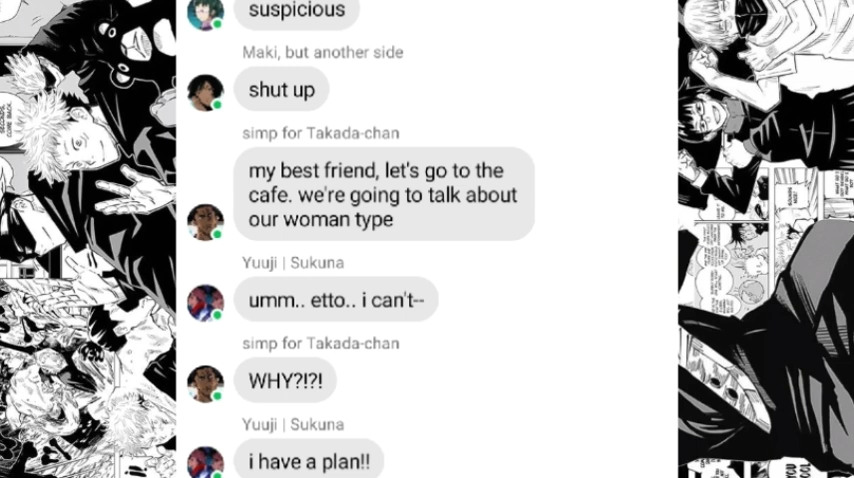 suspicious
Maki, but another side
shut up
simp for Takada-chan
my best friend, let's go to the
cafe. we're going to talk about
our woman type
Yuuji | Sukuna
umm.. etto.. i can't--
simp for Takada-chan
WHY?!?!
Yuuji | Sukuna
i have a plan!!